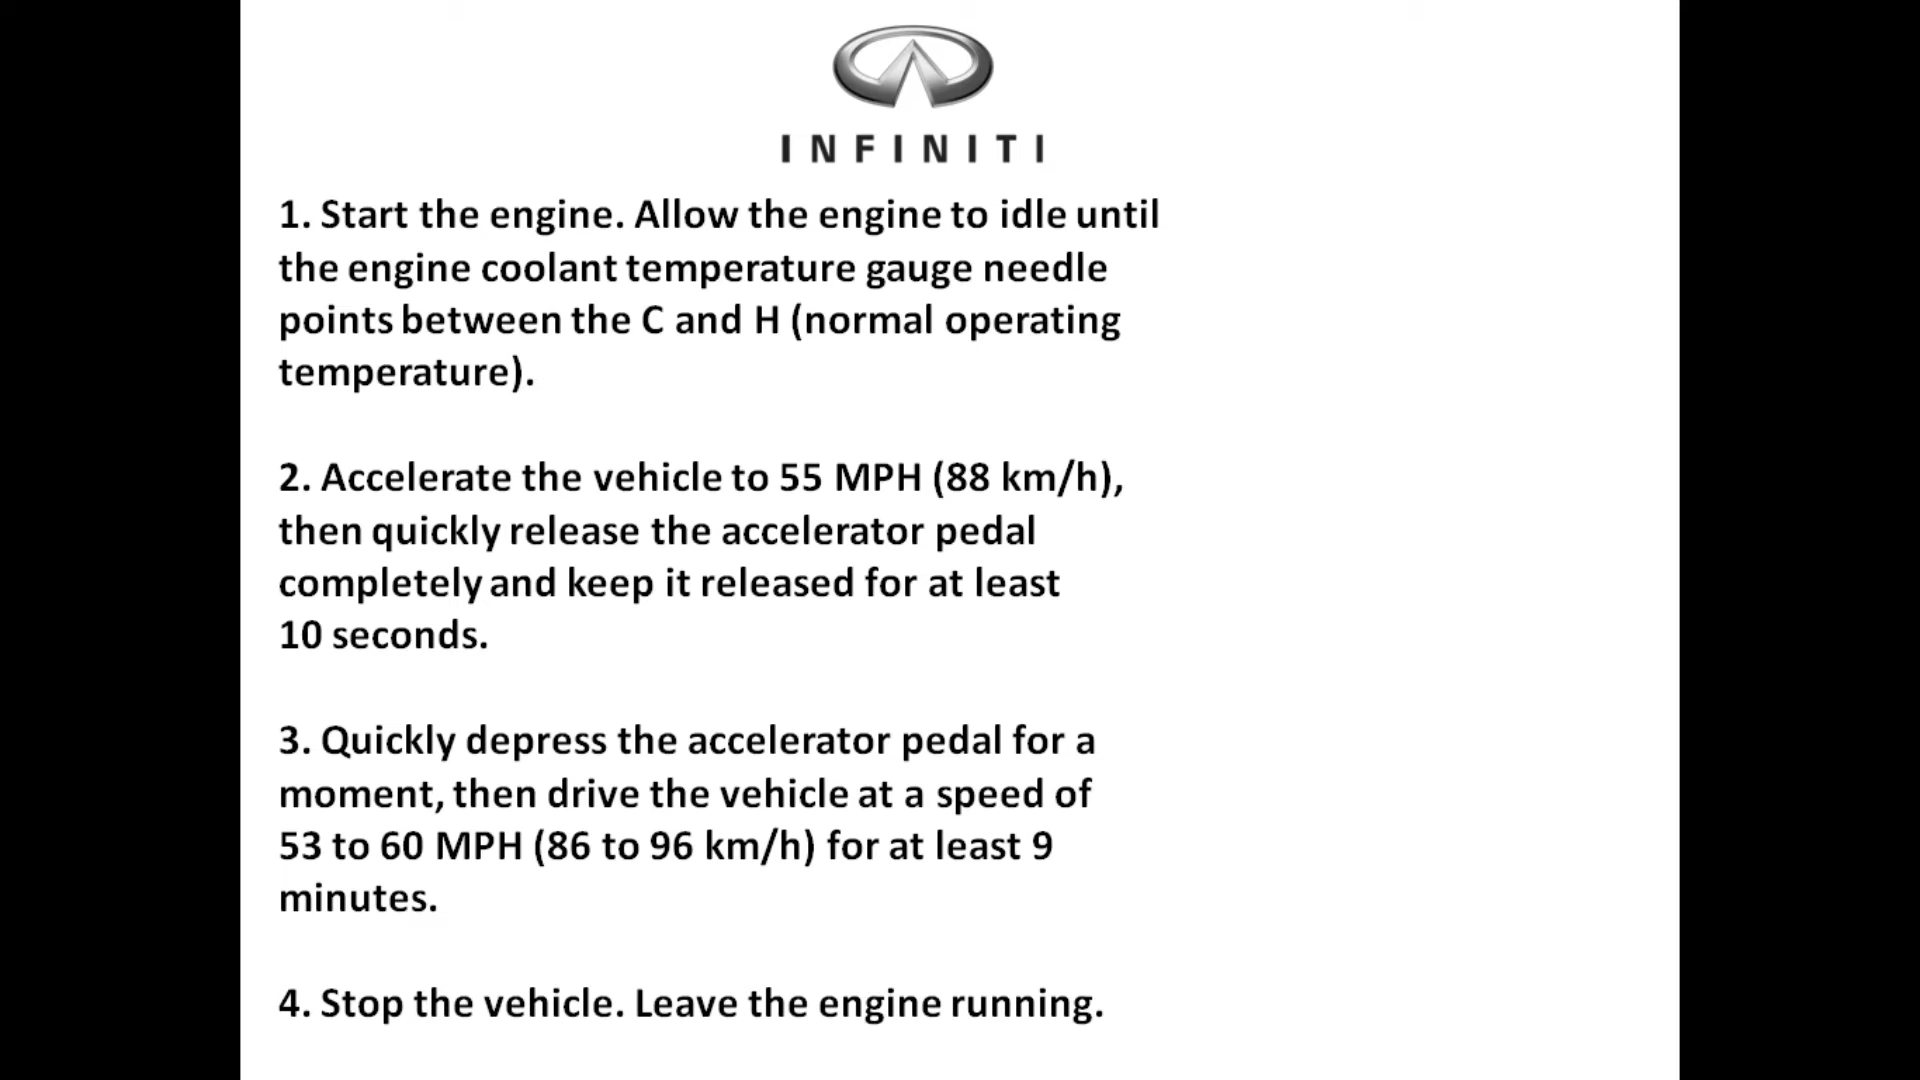 INFINITI
1. Start the engine. Allow the engine to idle until
the engine coolant temperature gauge needle
points between the C and H (normal operating
temperature).
2. Accelerate the vehicle to 55 MPH (88 km/h),
then quickly release the accelerator pedal
completely and keep it released for at least
10 seconds.
3. Quickly depress the accelerator pedal for a
moment, then drive the vehicle at a speed of
53 to 60 MPH (86 to 96 km/h) for at least 9
minutes.
4. Stop the vehicle. Leave the engine running.